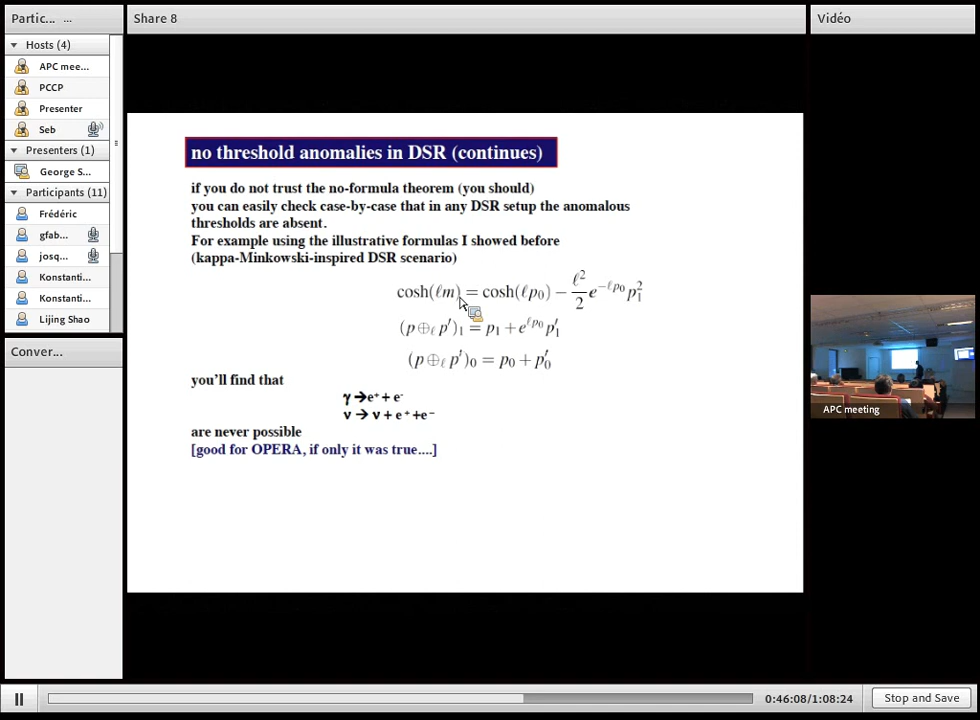 Partic... ...
Share 8
Vidéo
Hosts (4)
APC mee...
PCCP
Presenter
Seb
Presenters (1)
George S...
Participants (11)
Frédéric
gfab...
josq...
Konstanti...
Konstanti...
Lijing Shao
Conver...
no threshold anomalies in DSR (continues)
if you do not trust the no-formula theorem (you should)
you can easily check case-by-case that in any DSR setup the anomalous
thresholds are absent.
For example using the illustrative formulas I showed before
(kappa-Minkowski-inspired DSR scenario)
cosh(ℓm) = cosh(ℓp₀) − ℓ²/2 e^{−ℓp₀} p₁²
(p ⊕ℓ p′)₁ = p₁ + e^{ℓp₀} p′₁
(p ⊕ℓ p′)₀ = p₀ + p′₀
you'll find that
γ →e⁺ + e⁻
ν → ν + e⁺ +e⁻
are never possible
[good for OPERA, if only it was true....]
APC meeting
0:46:08/1:08:24
Stop and Save